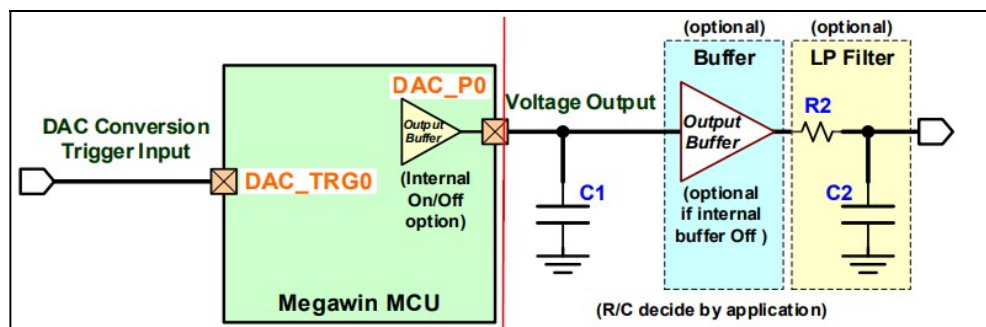 (optional)
(optional)
Buffer
LP Filter
DAC_P0
Voltage Output
R2
DAC Conversion
Trigger Input
Output
Buffer
Output
Buffer
DAC_TRG0
(Internal
On/Off
option)
C1
(optional
if internal
buffer Off )
C2
Megawin MCU
(R/C decide by application)